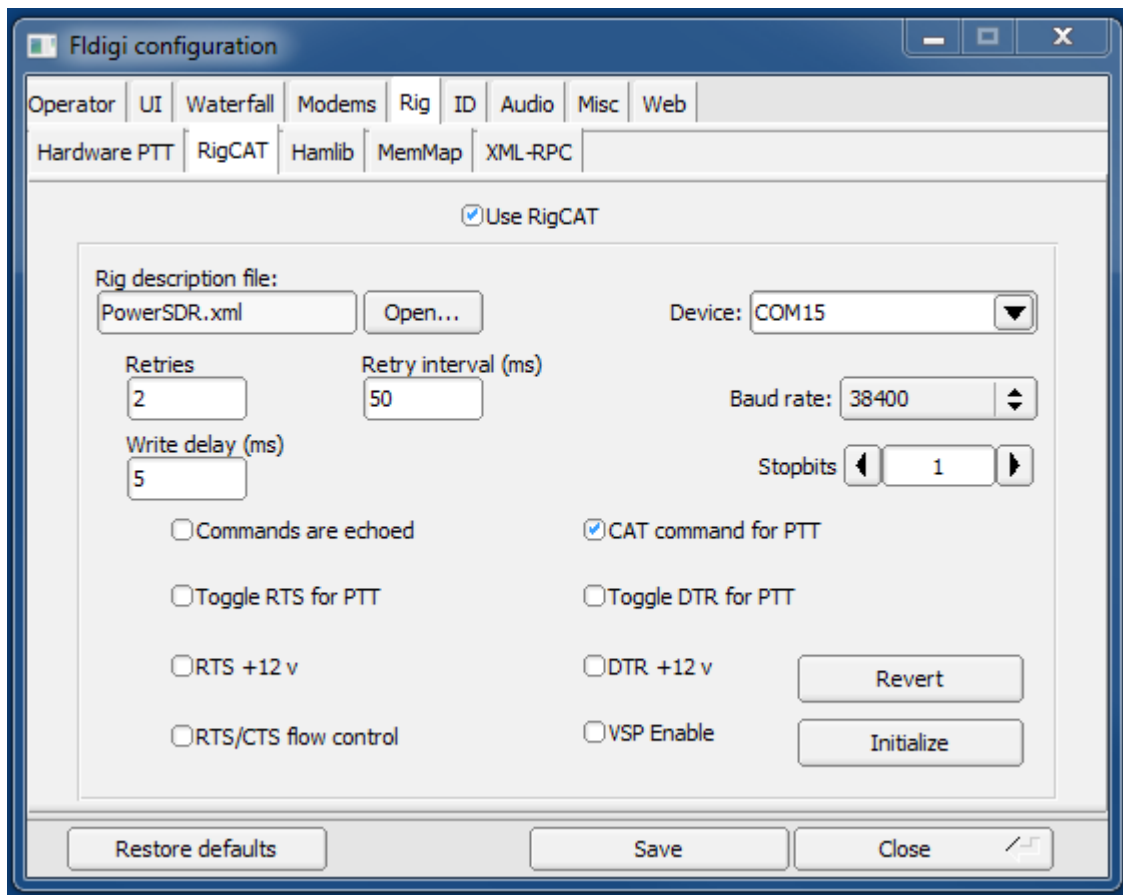 Fldigi configuration
Operator UI Waterfall Modems Rig ID Audio Misc Web
Hardware PTT RigCAT Hamlib MemMap XML-RPC
Use RigCAT
Rig description file:
PowerSDR.xml Open... Device: COM15
Retries Retry interval (ms)
2 50 Baud rate: 38400
Write delay (ms)
5 Stopbits 1
Commands are echoed CAT command for PTT
Toggle RTS for PTT Toggle DTR for PTT
RTS +12 v DTR +12 v Revert
RTS/CTS flow control VSP Enable Initialize
Restore defaults Save Close